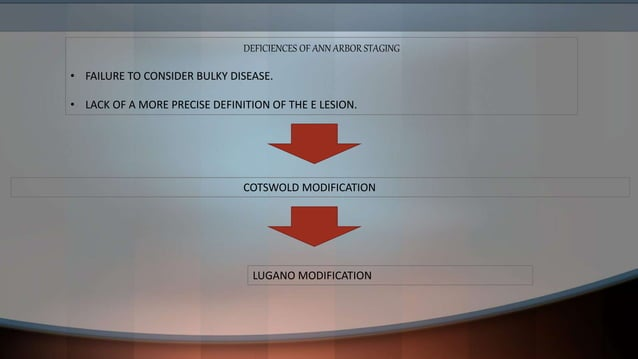 DEFICIENCES OF ANN ARBOR STAGING
• FAILURE TO CONSIDER BULKY DISEASE.
• LACK OF A MORE PRECISE DEFINITION OF THE E LESION.
COTSWOLD MODIFICATION
LUGANO MODIFICATION